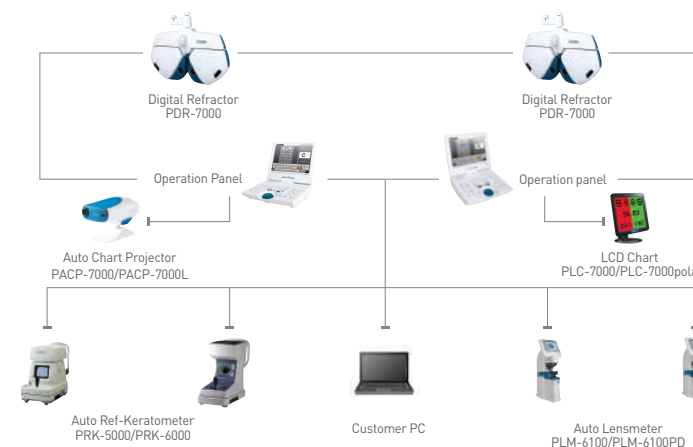 Digital Refractor
PDR-7000
Digital Refractor
PDR-7000
Operation Panel
Operation panel
Auto Chart Projector
PACP-7000/PACP-7000L
LCD Chart
PLC-7000/PLC-7000pola
Auto Ref-Keratometer
PRK-5000/PRK-6000
Customer PC
Auto Lensmeter
PLM-6100/PLM-6100PD